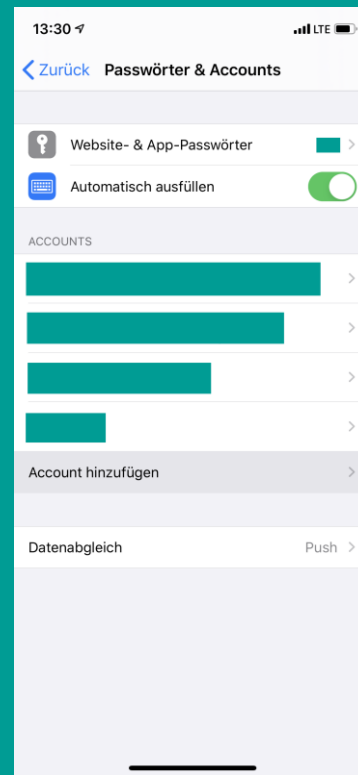 13:30 LTE
Zurück Passwörter & Accounts
Website- & App-Passwörter
Automatisch ausfüllen
ACCOUNTS
Account hinzufügen
Datenabgleich Push